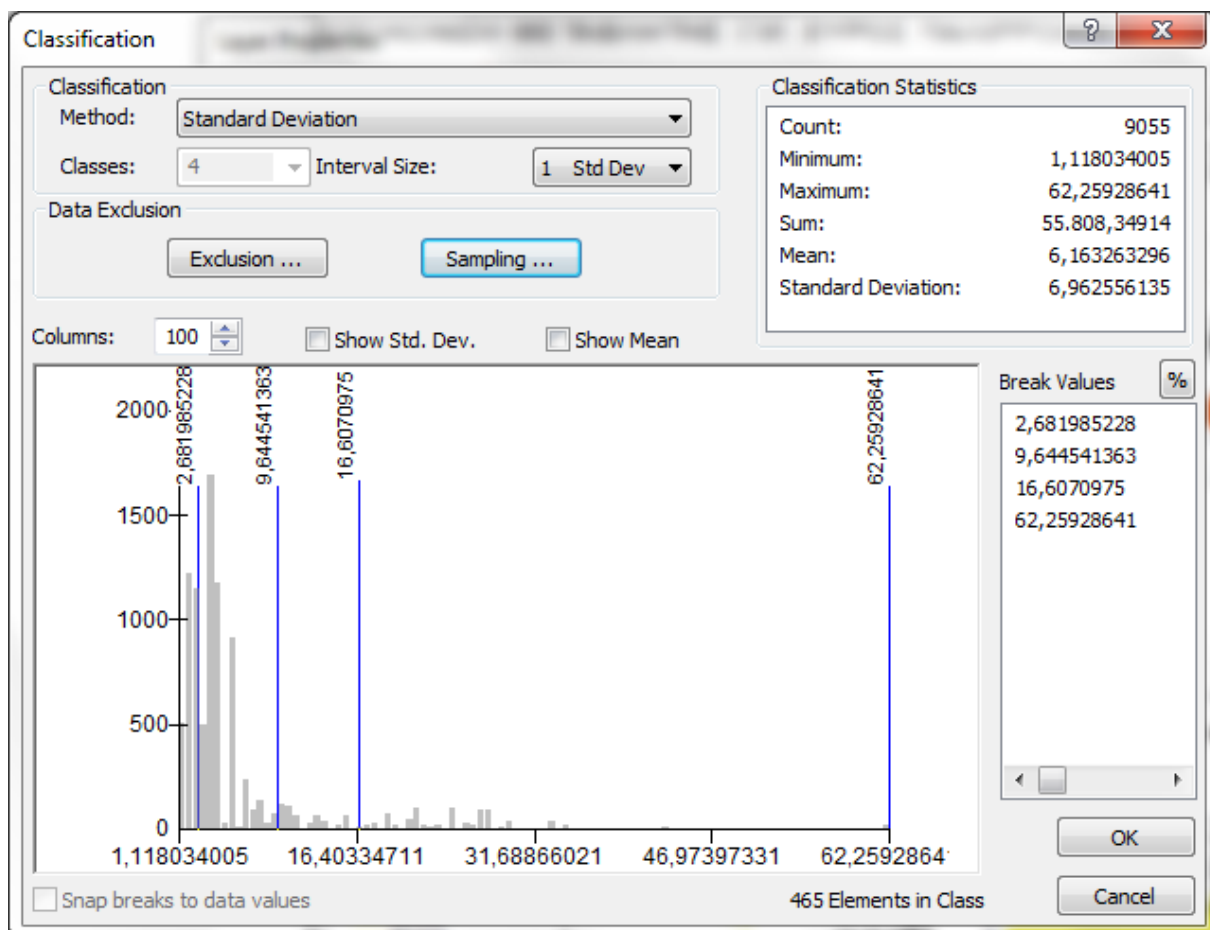 Classification
Classification
Method: Standard Deviation
Classes: 4 Interval Size: 1 Std Dev
Data Exclusion
Exclusion ... Sampling ...
Classification Statistics
Count: 9055
Minimum: 1,118034005
Maximum: 62,25928641
Sum: 55.808,34914
Mean: 6,163263296
Standard Deviation: 6,962556135
Columns: 100 Show Std. Dev. Show Mean
2,681985228
9,644541363
16,6070975
62,25928641
2000
1500
1000
500
0
1,118034005 16,40334711 31,68866021 46,97397331 62,25928641
Break Values %
2,681985228
9,644541363
16,6070975
62,25928641
Snap breaks to data values
465 Elements in Class
OK
Cancel